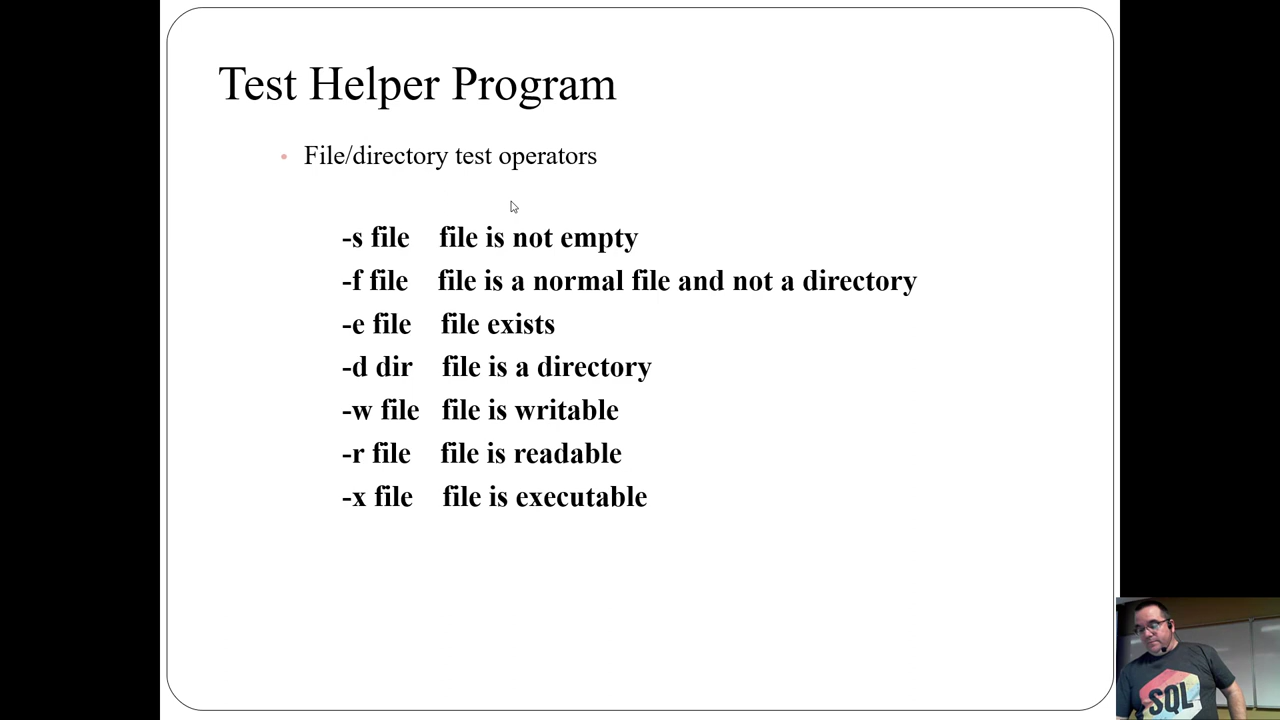 Test Helper Program
• File/directory test operators
-s file file is not empty
-f file file is a normal file and not a directory
-e file file exists
-d dir file is a directory
-w file file is writable
-r file file is readable
-x file file is executable
SQL